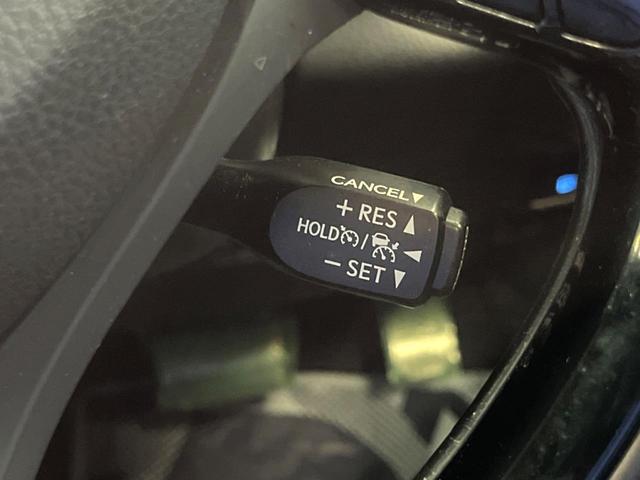 CANCEL▼
+ RES ▲
HOLD /
− SET ▼